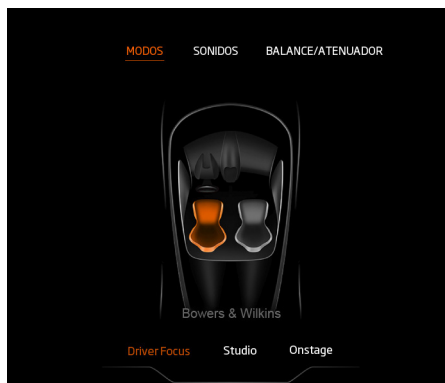 MODOS SONIDOS BALANCE/ATENUADOR
Bowers & Wilkins
Driver Focus Studio Onstage